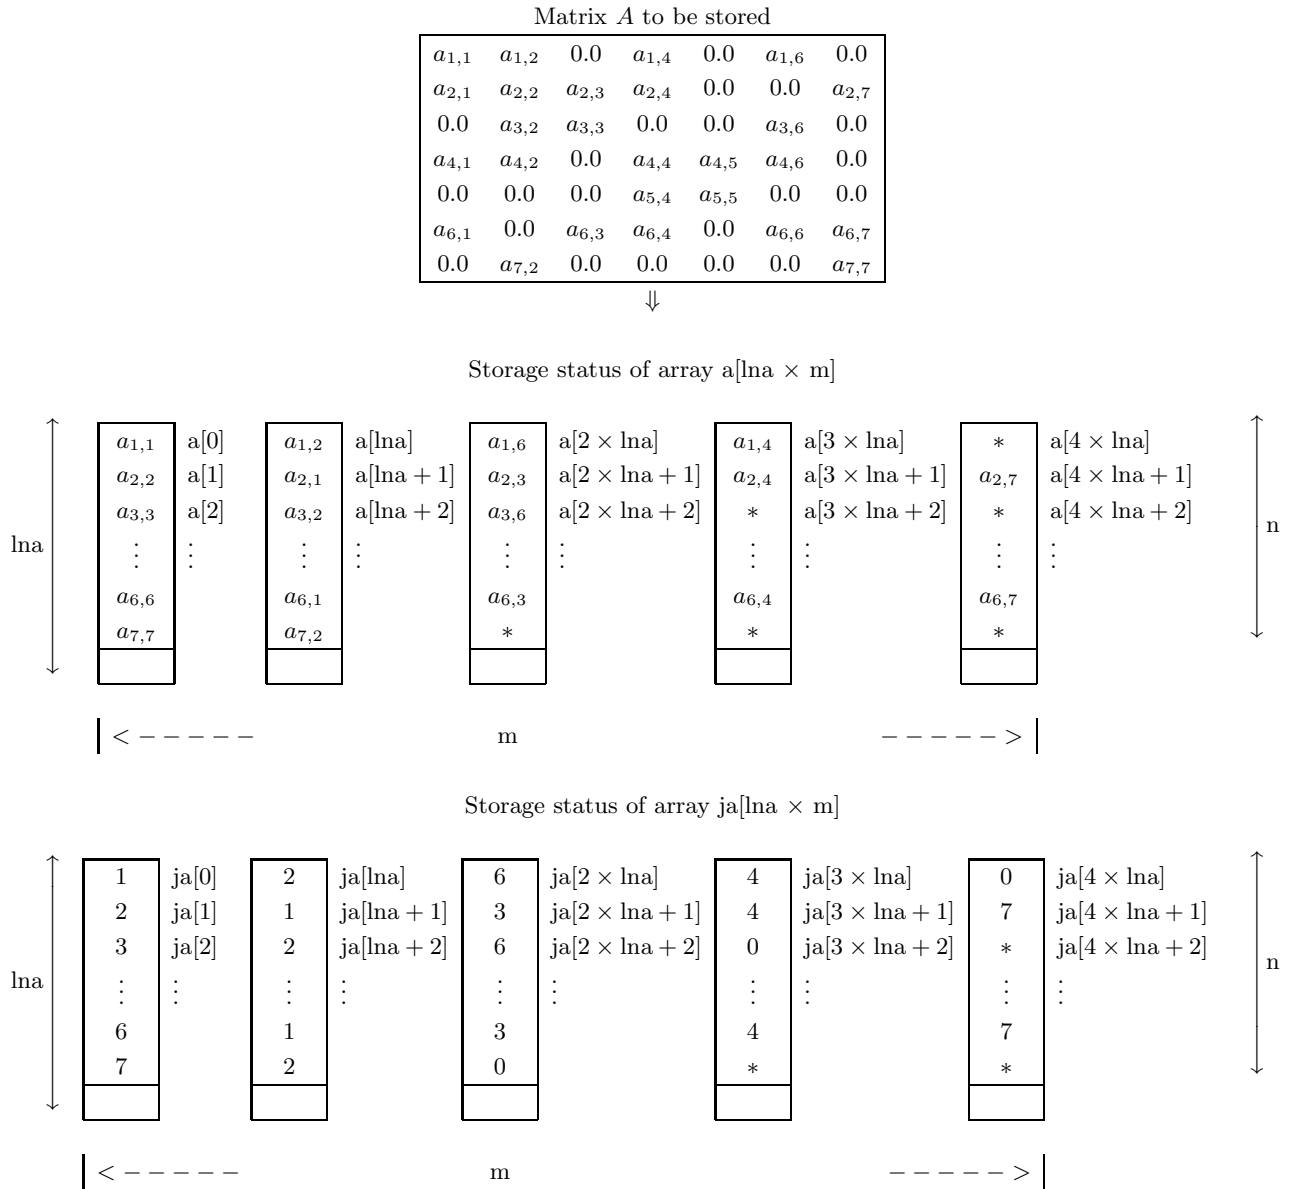 Matrix A to be stored
a1,1 a1,2 0.0 a1,4 0.0 a1,6 0.0
a2,1 a2,2 a2,3 a2,4 0.0 0.0 a2,7
0.0 a3,2 a3,3 0.0 0.0 a3,6 0.0
a4,1 a4,2 0.0 a4,4 a4,5 a4,6 0.0
0.0 0.0 0.0 a5,4 a5,5 0.0 0.0
a6,1 0.0 a6,3 a6,4 0.0 a6,6 a6,7
0.0 a7,2 0.0 0.0 0.0 0.0 a7,7
⇓
Storage status of array a[lna × m]
a1,1 a[0] a1,2 a[lna] a1,6 a[2 × lna] a1,4 a[3 × lna] * a[4 × lna]
a2,2 a[1] a2,1 a[lna + 1] a2,3 a[2 × lna + 1] a2,4 a[3 × lna + 1] a2,7 a[4 × lna + 1]
a3,3 a[2] a3,2 a[lna + 2] a3,6 a[2 × lna + 2] * a[3 × lna + 2] * a[4 × lna + 2]
lna ⋮ ⋮ ⋮ ⋮ ⋮ ⋮ ⋮ ⋮ ⋮ ⋮ n
a6,6 a6,1 a6,3 a6,4 a6,7
a7,7 a7,2 * * *
< − − − − − m − − − − − >
Storage status of array ja[lna × m]
1 ja[0] 2 ja[lna] 6 ja[2 × lna] 4 ja[3 × lna] 0 ja[4 × lna]
2 ja[1] 1 ja[lna + 1] 3 ja[2 × lna + 1] 4 ja[3 × lna + 1] 7 ja[4 × lna + 1]
3 ja[2] 2 ja[lna + 2] 6 ja[2 × lna + 2] 0 ja[3 × lna + 2] * ja[4 × lna + 2]
lna ⋮ ⋮ ⋮ ⋮ ⋮ ⋮ ⋮ ⋮ ⋮ ⋮ n
6 1 3 4 7
7 2 0 * *
< − − − − − m − − − − − >